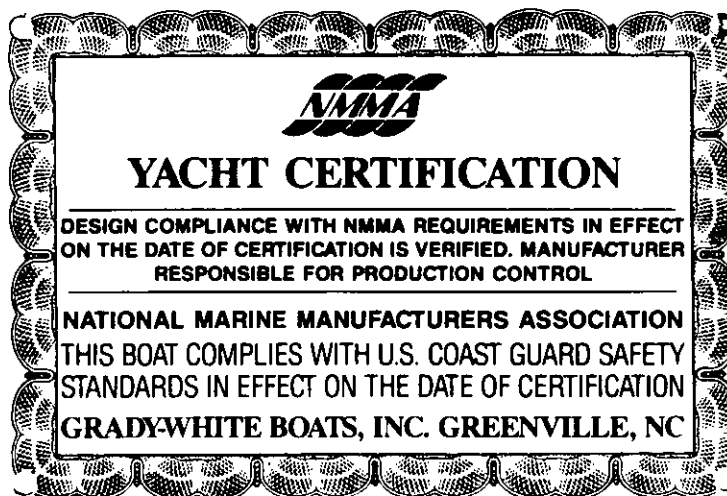 NMMA
YACHT CERTIFICATION
DESIGN COMPLIANCE WITH NMMA REQUIREMENTS IN EFFECT
ON THE DATE OF CERTIFICATION IS VERIFIED. MANUFACTURER
RESPONSIBLE FOR PRODUCTION CONTROL
NATIONAL MARINE MANUFACTURERS ASSOCIATION
THIS BOAT COMPLIES WITH U.S. COAST GUARD SAFETY
STANDARDS IN EFFECT ON THE DATE OF CERTIFICATION
GRADY-WHITE BOATS, INC. GREENVILLE, NC